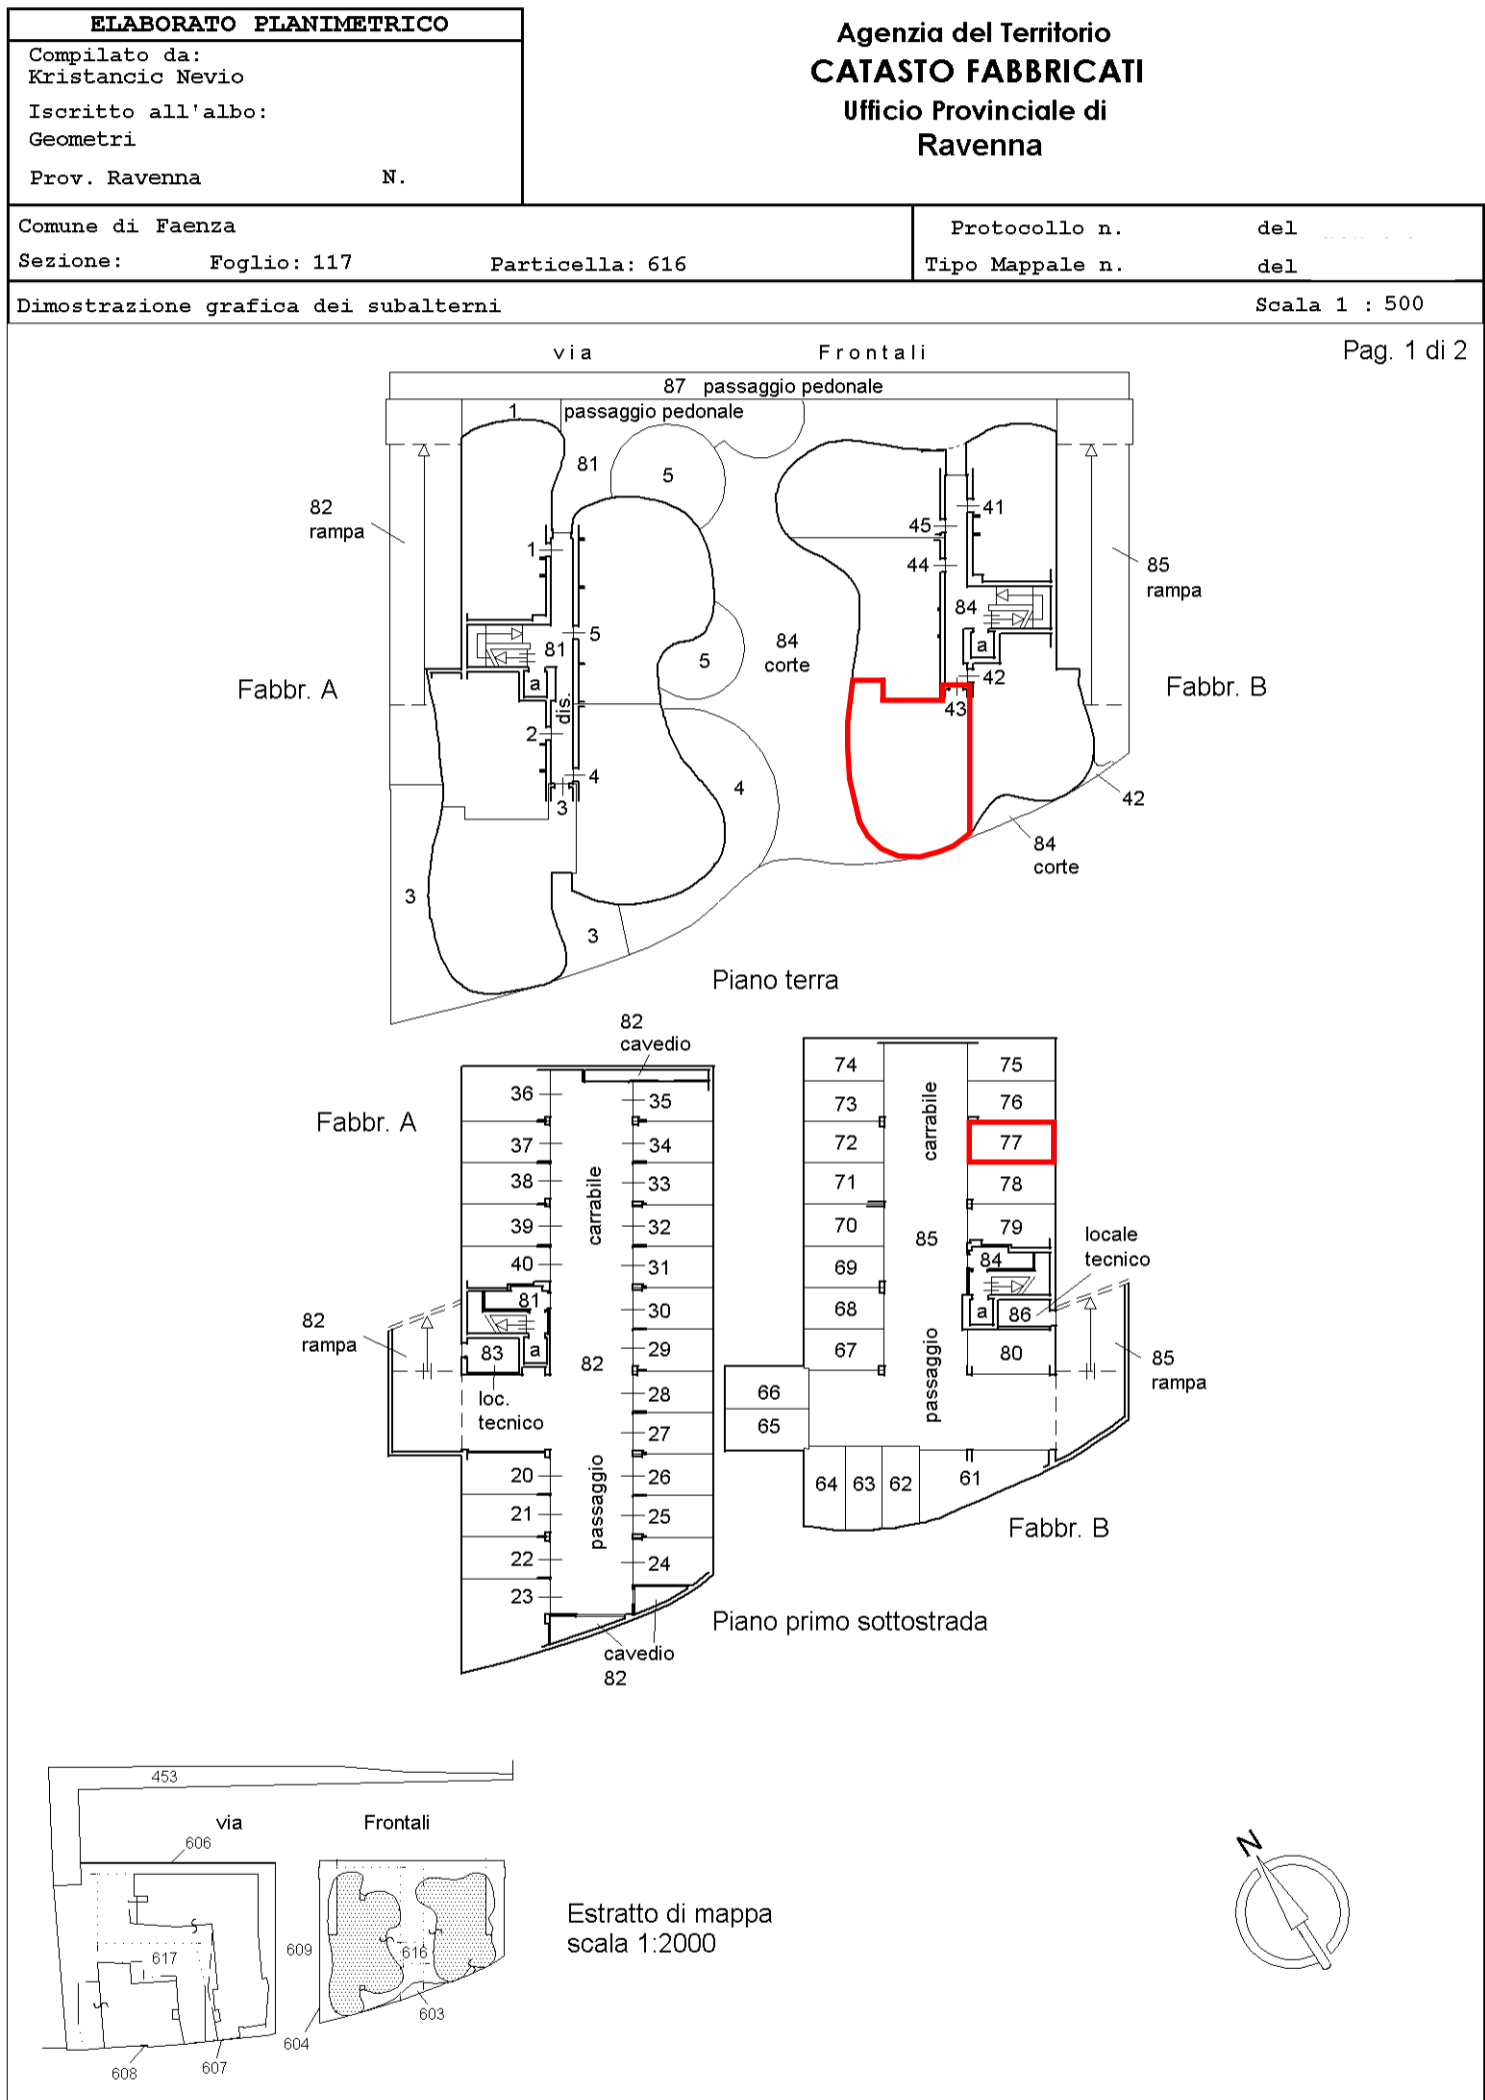 ELABORATO PLANIMETRICO
Compilato da:
Kristancic Nevio
Iscritto all'albo:
Geometri
Prov. Ravenna N.
Agenzia del Territorio
CATASTO FABBRICATI
Ufficio Provinciale di
Ravenna
Comune di Faenza
Sezione: Foglio: 117 Particella: 616
Protocollo n. del
Tipo Mappale n. del
Dimostrazione grafica dei subalterni Scala 1 : 500
via Frontali Pag. 1 di 2
87 passaggio pedonale
1 passaggio pedonale
81
5
82
rampa
1
5
81
a
dis.
5
2
4
3
4
3
3
Fabbr. A
45
41
44
84
a
42
43
84
corte
85
rampa
Fabbr. B
42
84
corte
Piano terra
82
cavedio
Fabbr. A
36
35
37
34
38
33
39
32
40
31
81
30
83
a
29
82
28
loc.
tecnico
27
20
26
21
25
22
24
23
carrabile
passaggio
82
rampa
cavedio
82
74
75
73
76
72
77
71
78
70
85
79
69
84
68
a
86
67
80
66
65
64
63
62
61
carrabile
passaggio
locale
tecnico
85
rampa
Fabbr. B
Piano primo sottostrada
453
via Frontali
606
617
609
616
603
604
607
608
Estratto di mappa
scala 1:2000
N